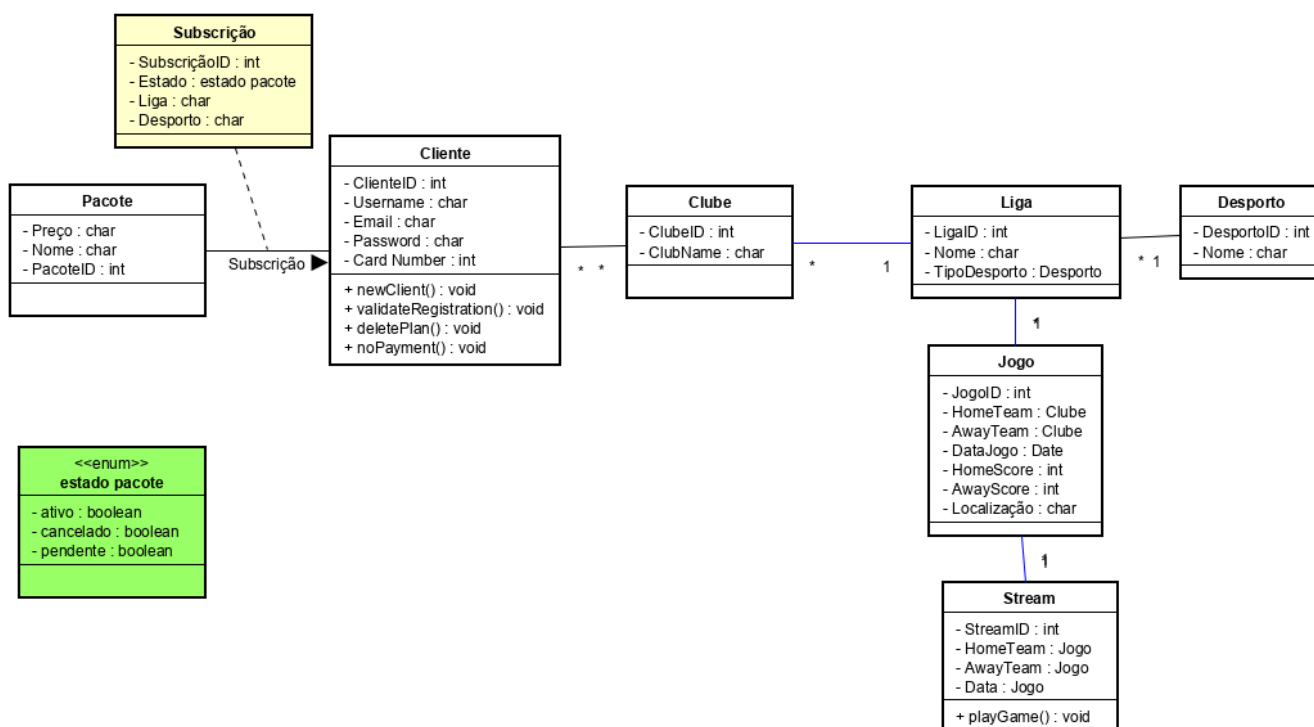 Subscrição
- SubscriçãoID : int
- Estado : estado pacote
- Liga : char
- Desporto : char
Pacote
- Preço : char
- Nome : char
- PacoteID : int
Subscrição
Cliente
- ClienteID : int
- Username : char
- Email : char
- Password : char
- Card Number : int
+ newClient() : void
+ validateRegistration() : void
+ deletePlan() : void
+ noPayment() : void
* *
Clube
- ClubeID : int
- ClubName : char
* 1
Liga
- LigaID : int
- Nome : char
- TipoDesporto : Desporto
* 1
Desporto
- DesportoID : int
- Nome : char
Jogo
- JogoID : int
- HomeTeam : Clube
- AwayTeam : Clube
- DataJogo : Date
- HomeScore : int
- AwayScore : int
- Localização : char
Stream
- StreamID : int
- HomeTeam : Jogo
- AwayTeam : Jogo
- Data : Jogo
+ playGame() : void
<<enum>>
estado pacote
- ativo : boolean
- cancelado : boolean
- pendente : boolean